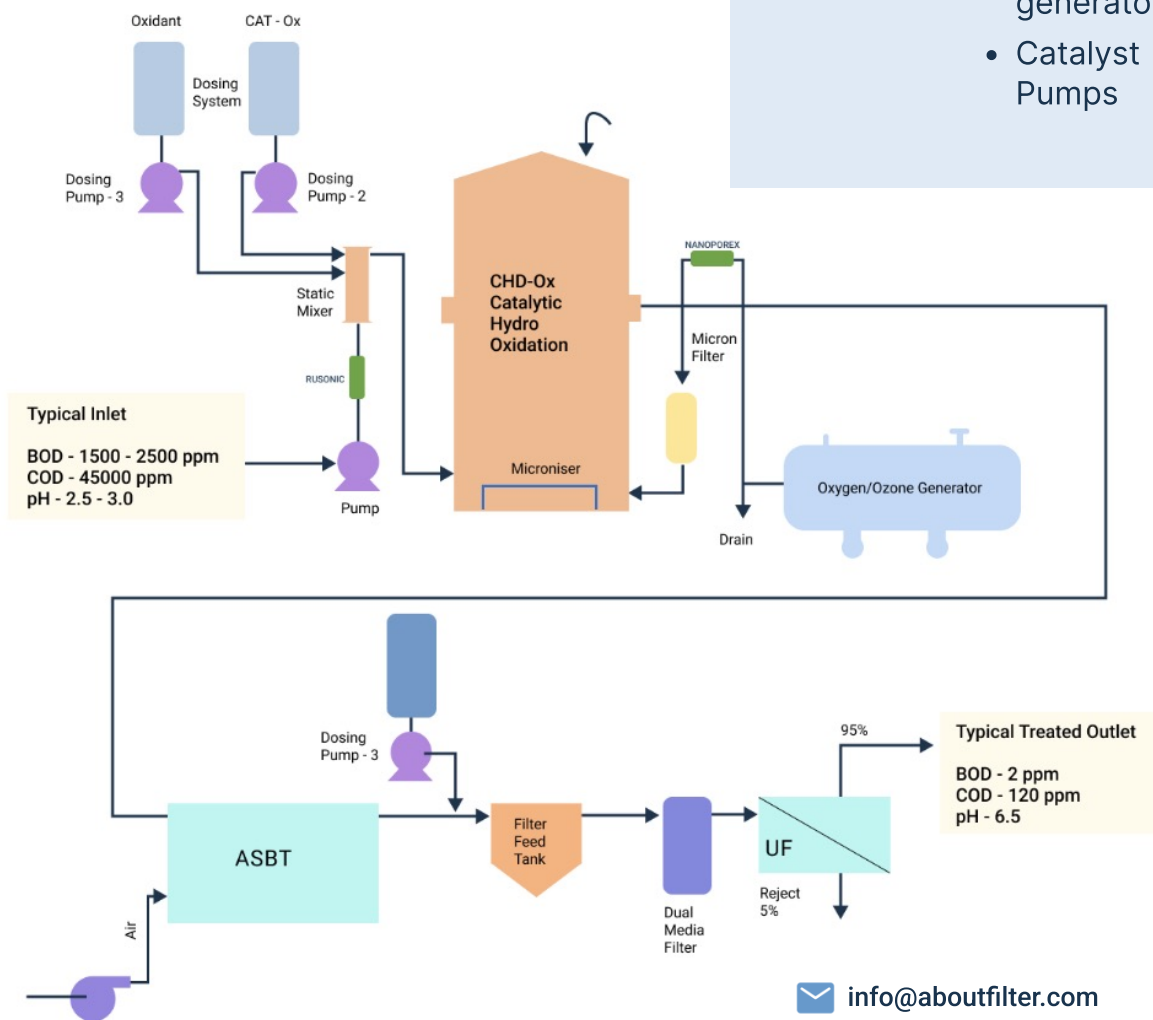 generato
• Catalyst
Pumps
Oxidant
CAT - Ox
Dosing
System
Dosing
Pump - 3
Dosing
Pump - 2
Static
Mixer
RUSONIC
Typical Inlet
BOD - 1500 - 2500 ppm
COD - 45000 ppm
pH - 2.5 - 3.0
Pump
CHD-Ox
Catalytic
Hydro
Oxidation
Microniser
NANOPOREX
Micron
Filter
Drain
Oxygen/Ozone Generator
Dosing
Pump - 3
ASBT
Air
Filter
Feed
Tank
Dual
Media
Filter
UF
95%
Reject
5%
Typical Treated Outlet
BOD - 2 ppm
COD - 120 ppm
pH - 6.5
info@aboutfilter.com